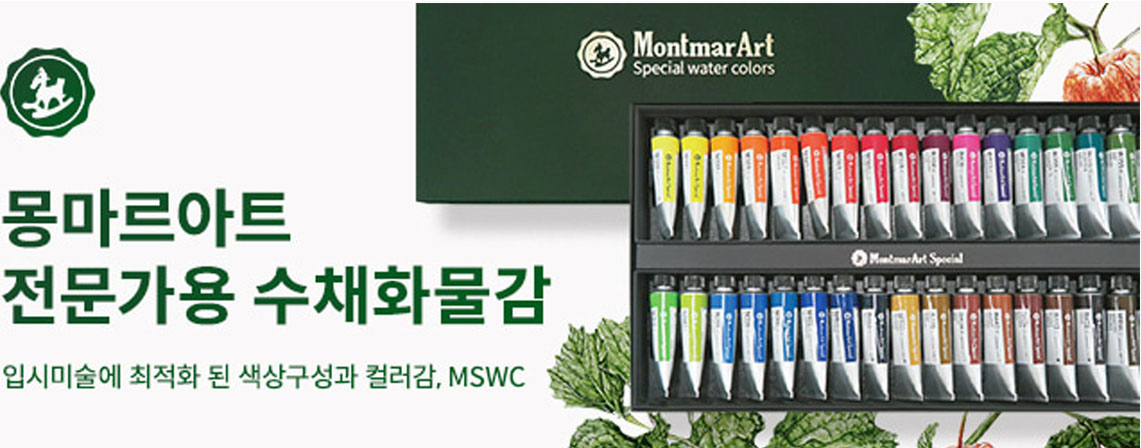 MontmarArt
Special water colors
몽마르아트
전문가용 수채화물감
입시미술에 최적화 된 색상구성과 컬러감, MSWC
MontmarArt Special